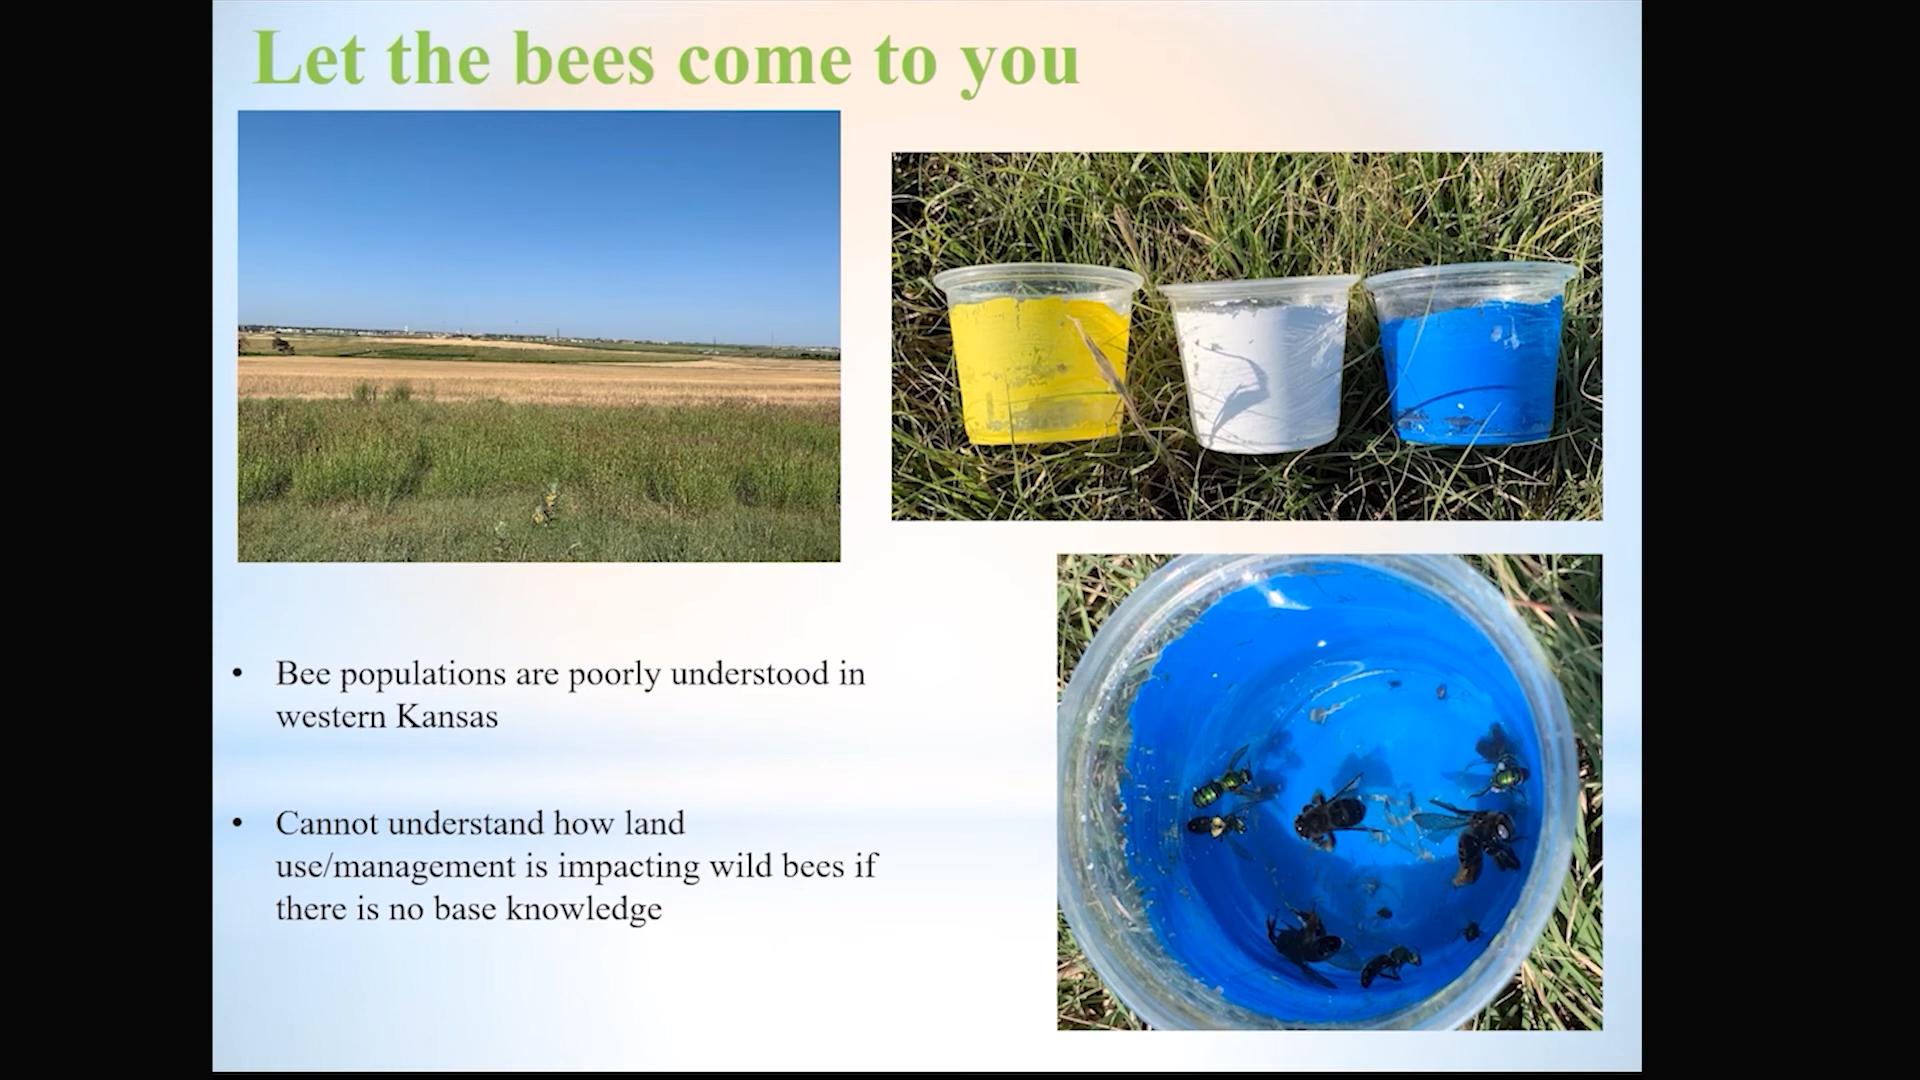 Let the bees come to you
• Bee populations are poorly understood in
western Kansas
• Cannot understand how land
use/management is impacting wild bees if
there is no base knowledge